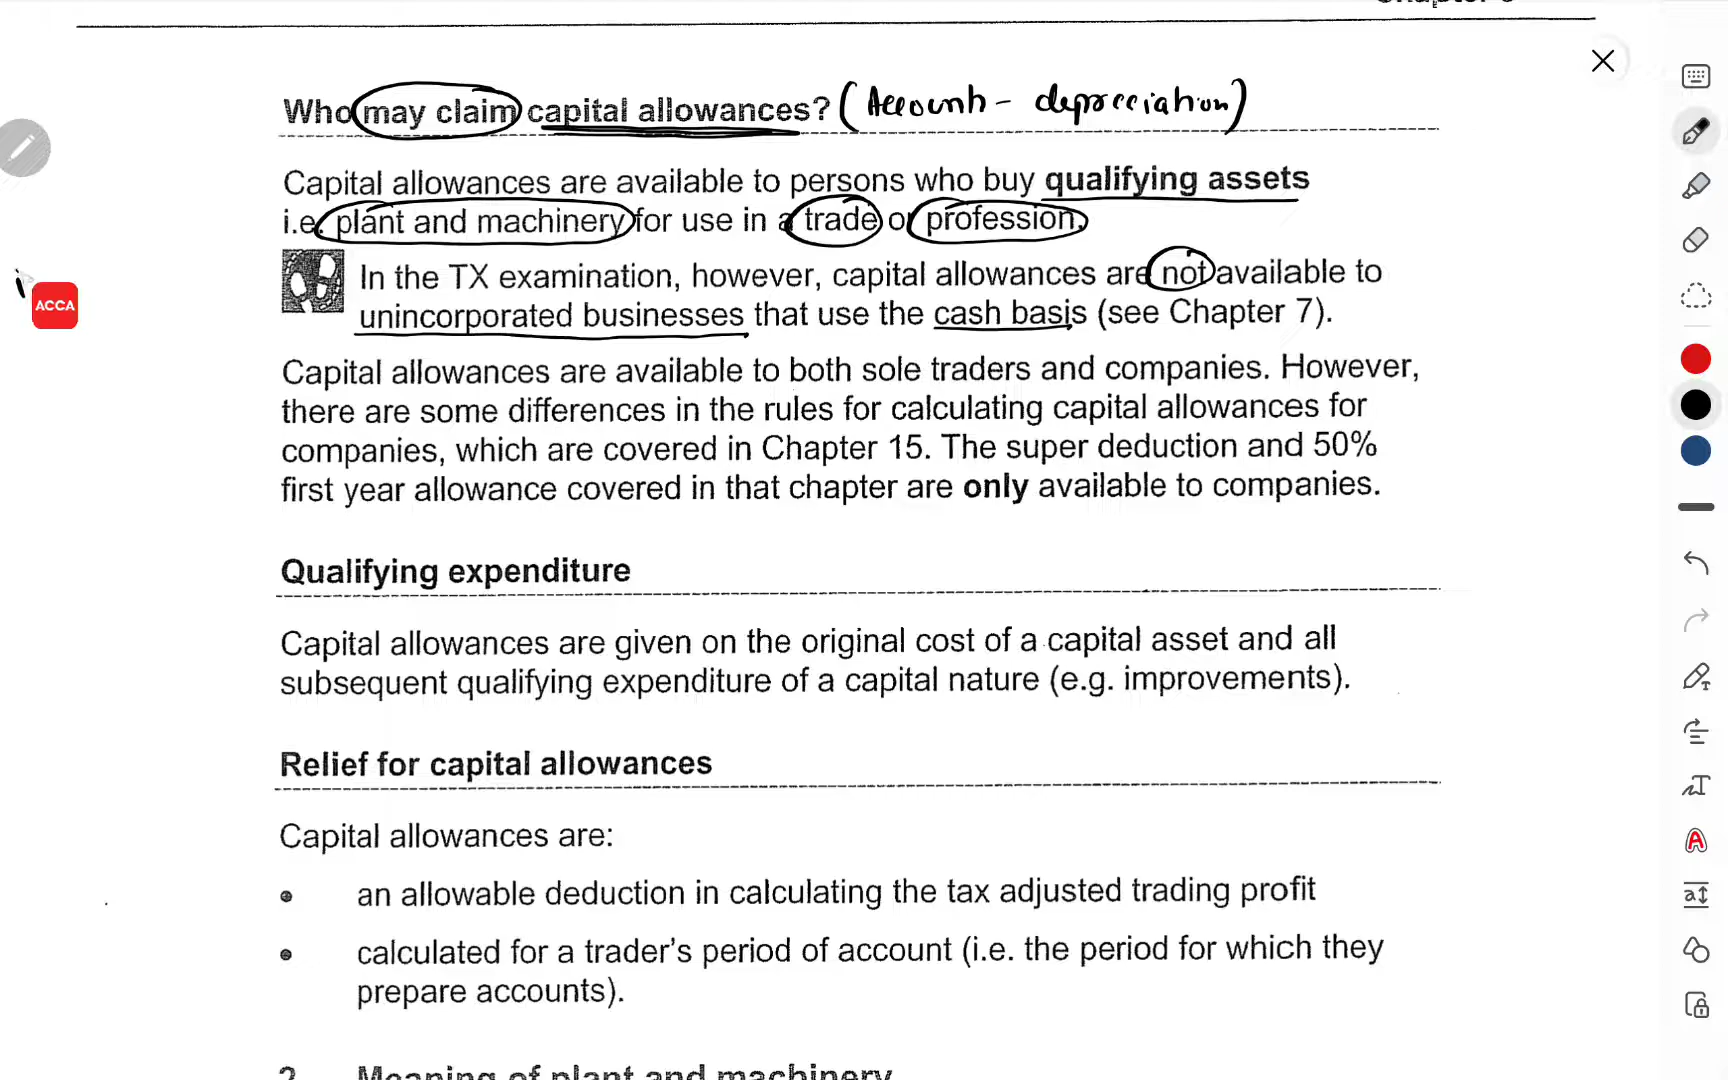 Who may claim capital allowances? (Accounts - depreciation)
Capital allowances are available to persons who buy qualifying assets
i.e. plant and machinery for use in a trade or profession.
In the TX examination, however, capital allowances are not available to
unincorporated businesses that use the cash basis (see Chapter 7).
ACCA
Capital allowances are available to both sole traders and companies. However,
there are some differences in the rules for calculating capital allowances for
companies, which are covered in Chapter 15. The super deduction and 50%
first year allowance covered in that chapter are only available to companies.
Qualifying expenditure
Capital allowances are given on the original cost of a capital asset and all
subsequent qualifying expenditure of a capital nature (e.g. improvements).
Relief for capital allowances
Capital allowances are:
• an allowable deduction in calculating the tax adjusted trading profit
• calculated for a trader's period of account (i.e. the period for which they
prepare accounts).
2 Meaning of plant and machinery